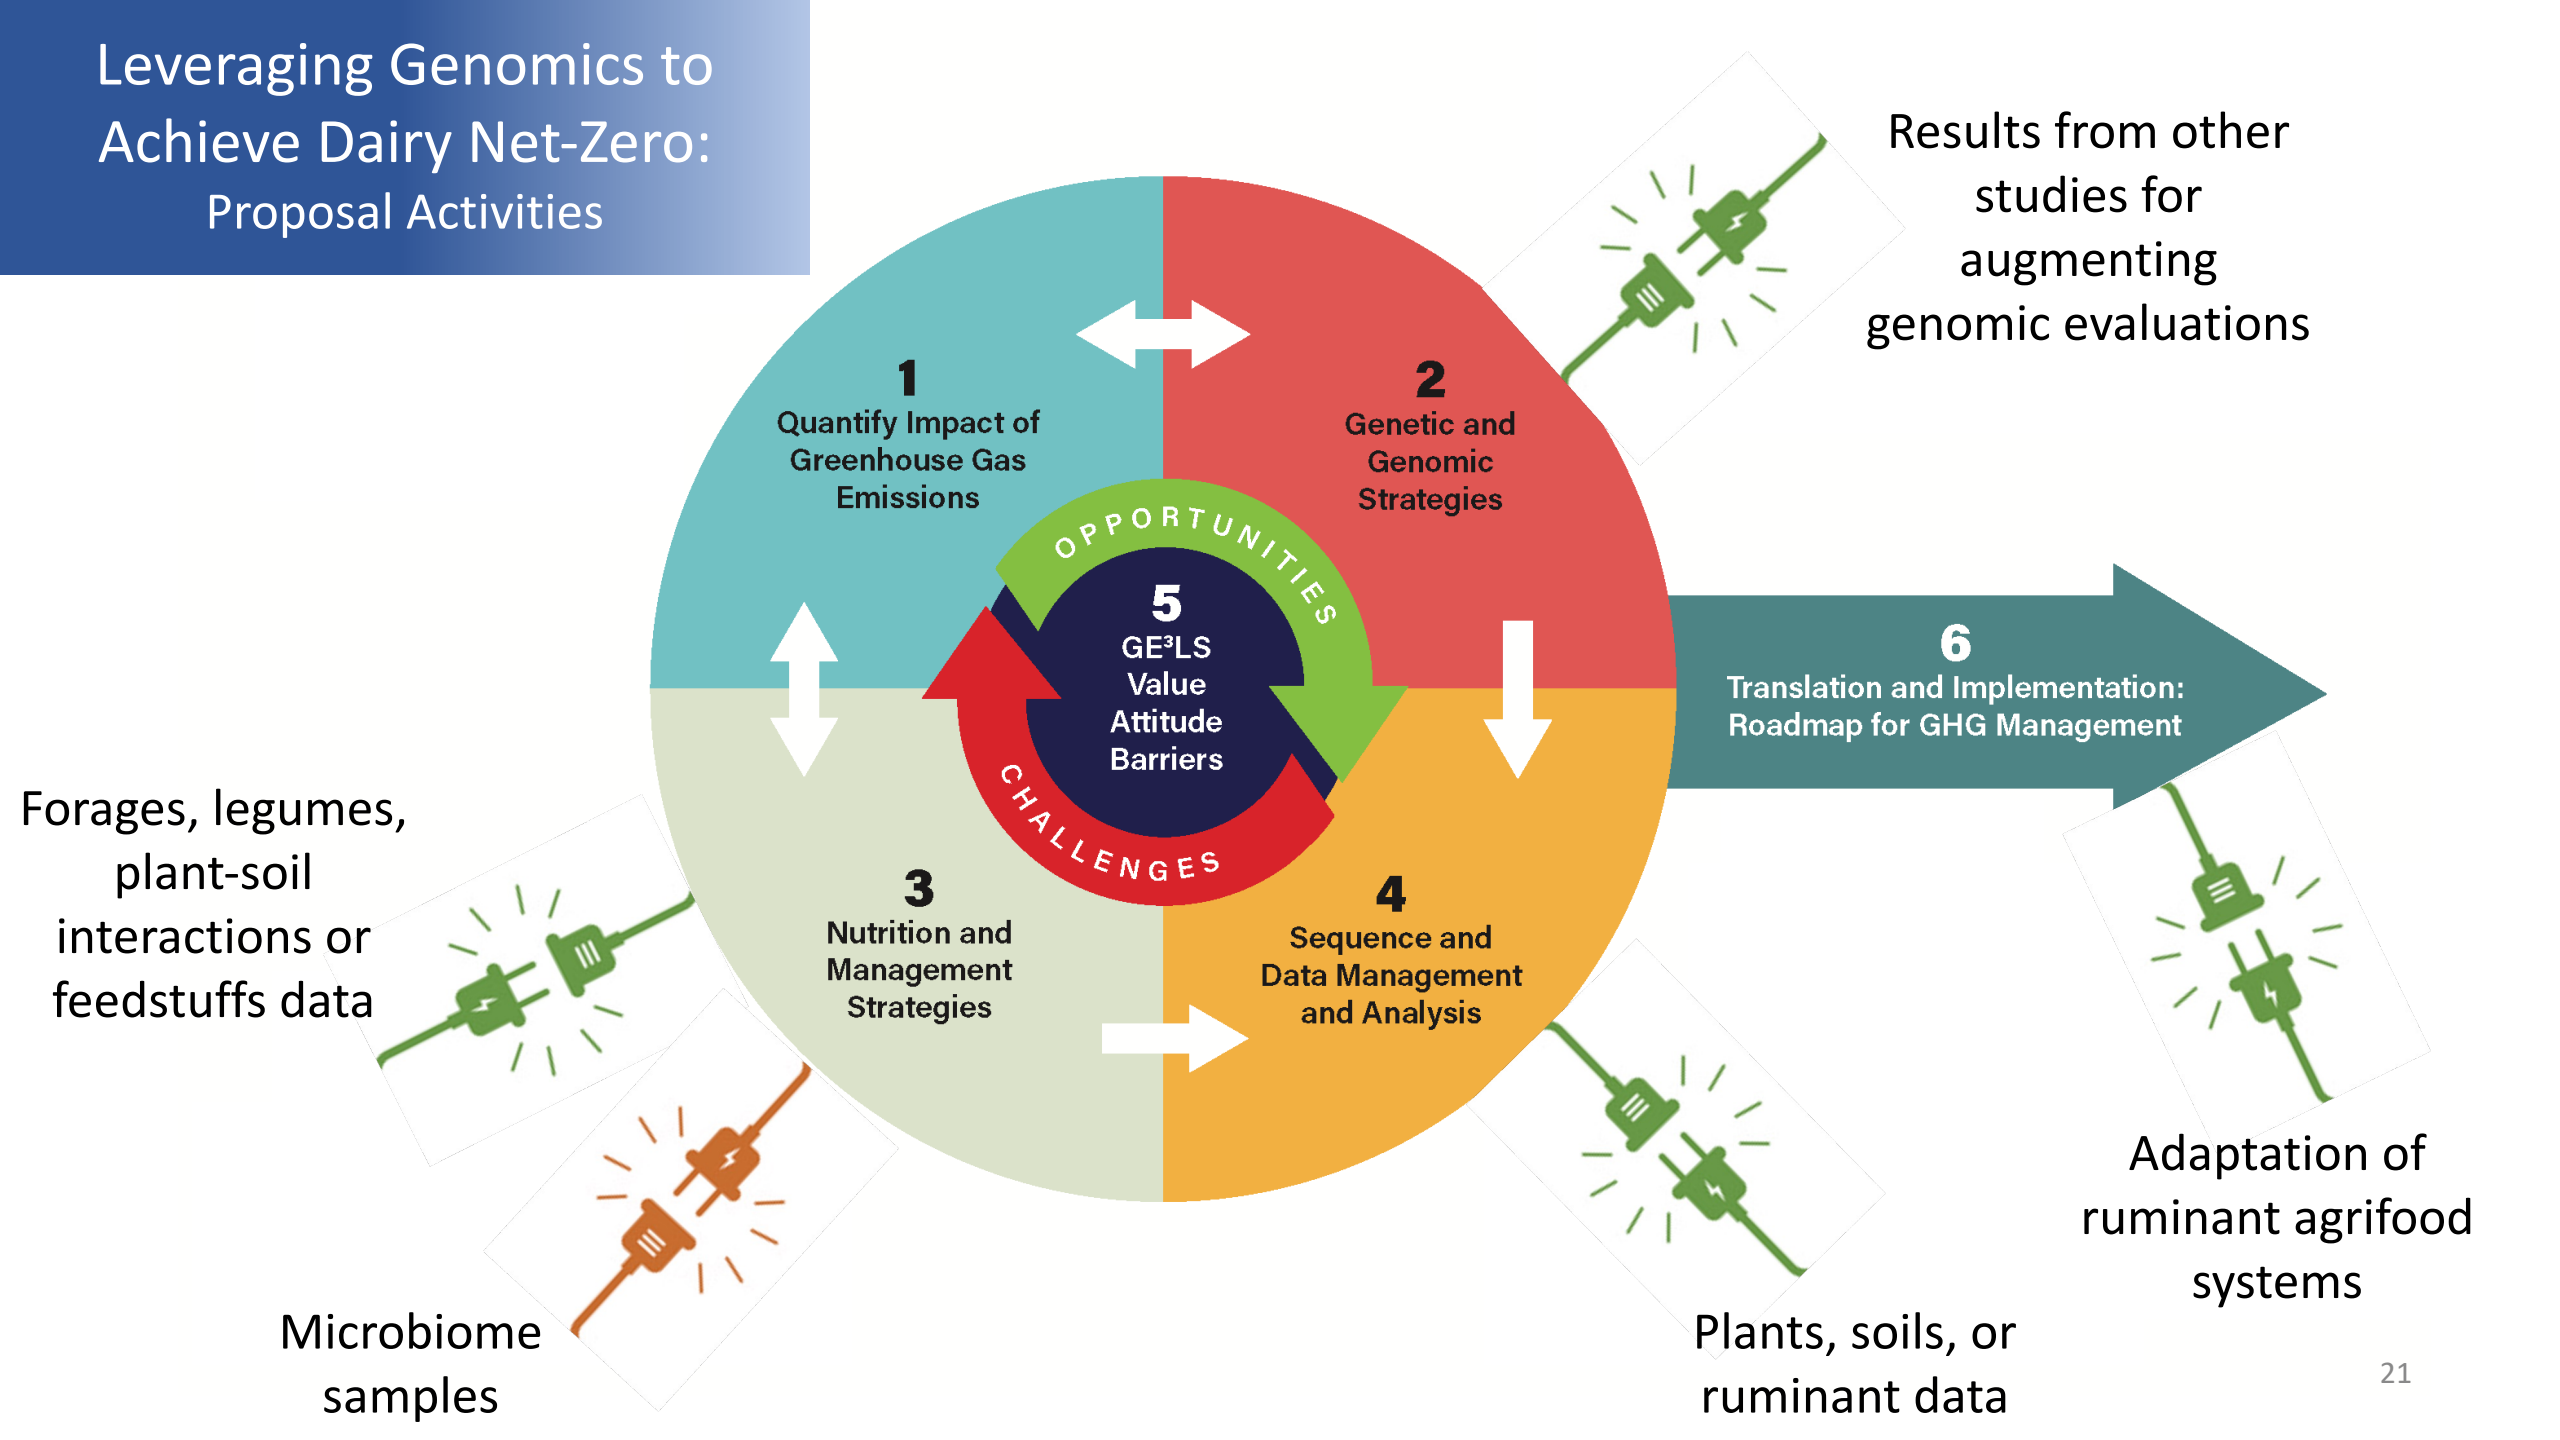 Leveraging Genomics to
Achieve Dairy Net-Zero:
Proposal Activities
Results from other
studies for
augmenting
genomic evaluations
1
Quantify Impact of
Greenhouse Gas
Emissions
2
Genetic and
Genomic
Strategies
OPPORTUNITIES
5
GE³LS
Value
Attitude
Barriers
CHALLENGES
6
Translation and Implementation:
Roadmap for GHG Management
Forages, legumes,
plant-soil
interactions or
feedstuffs data
3
Nutrition and
Management
Strategies
4
Sequence and
Data Management
and Analysis
Adaptation of
ruminant agrifood
systems
Microbiome
samples
Plants, soils, or
ruminant data
21